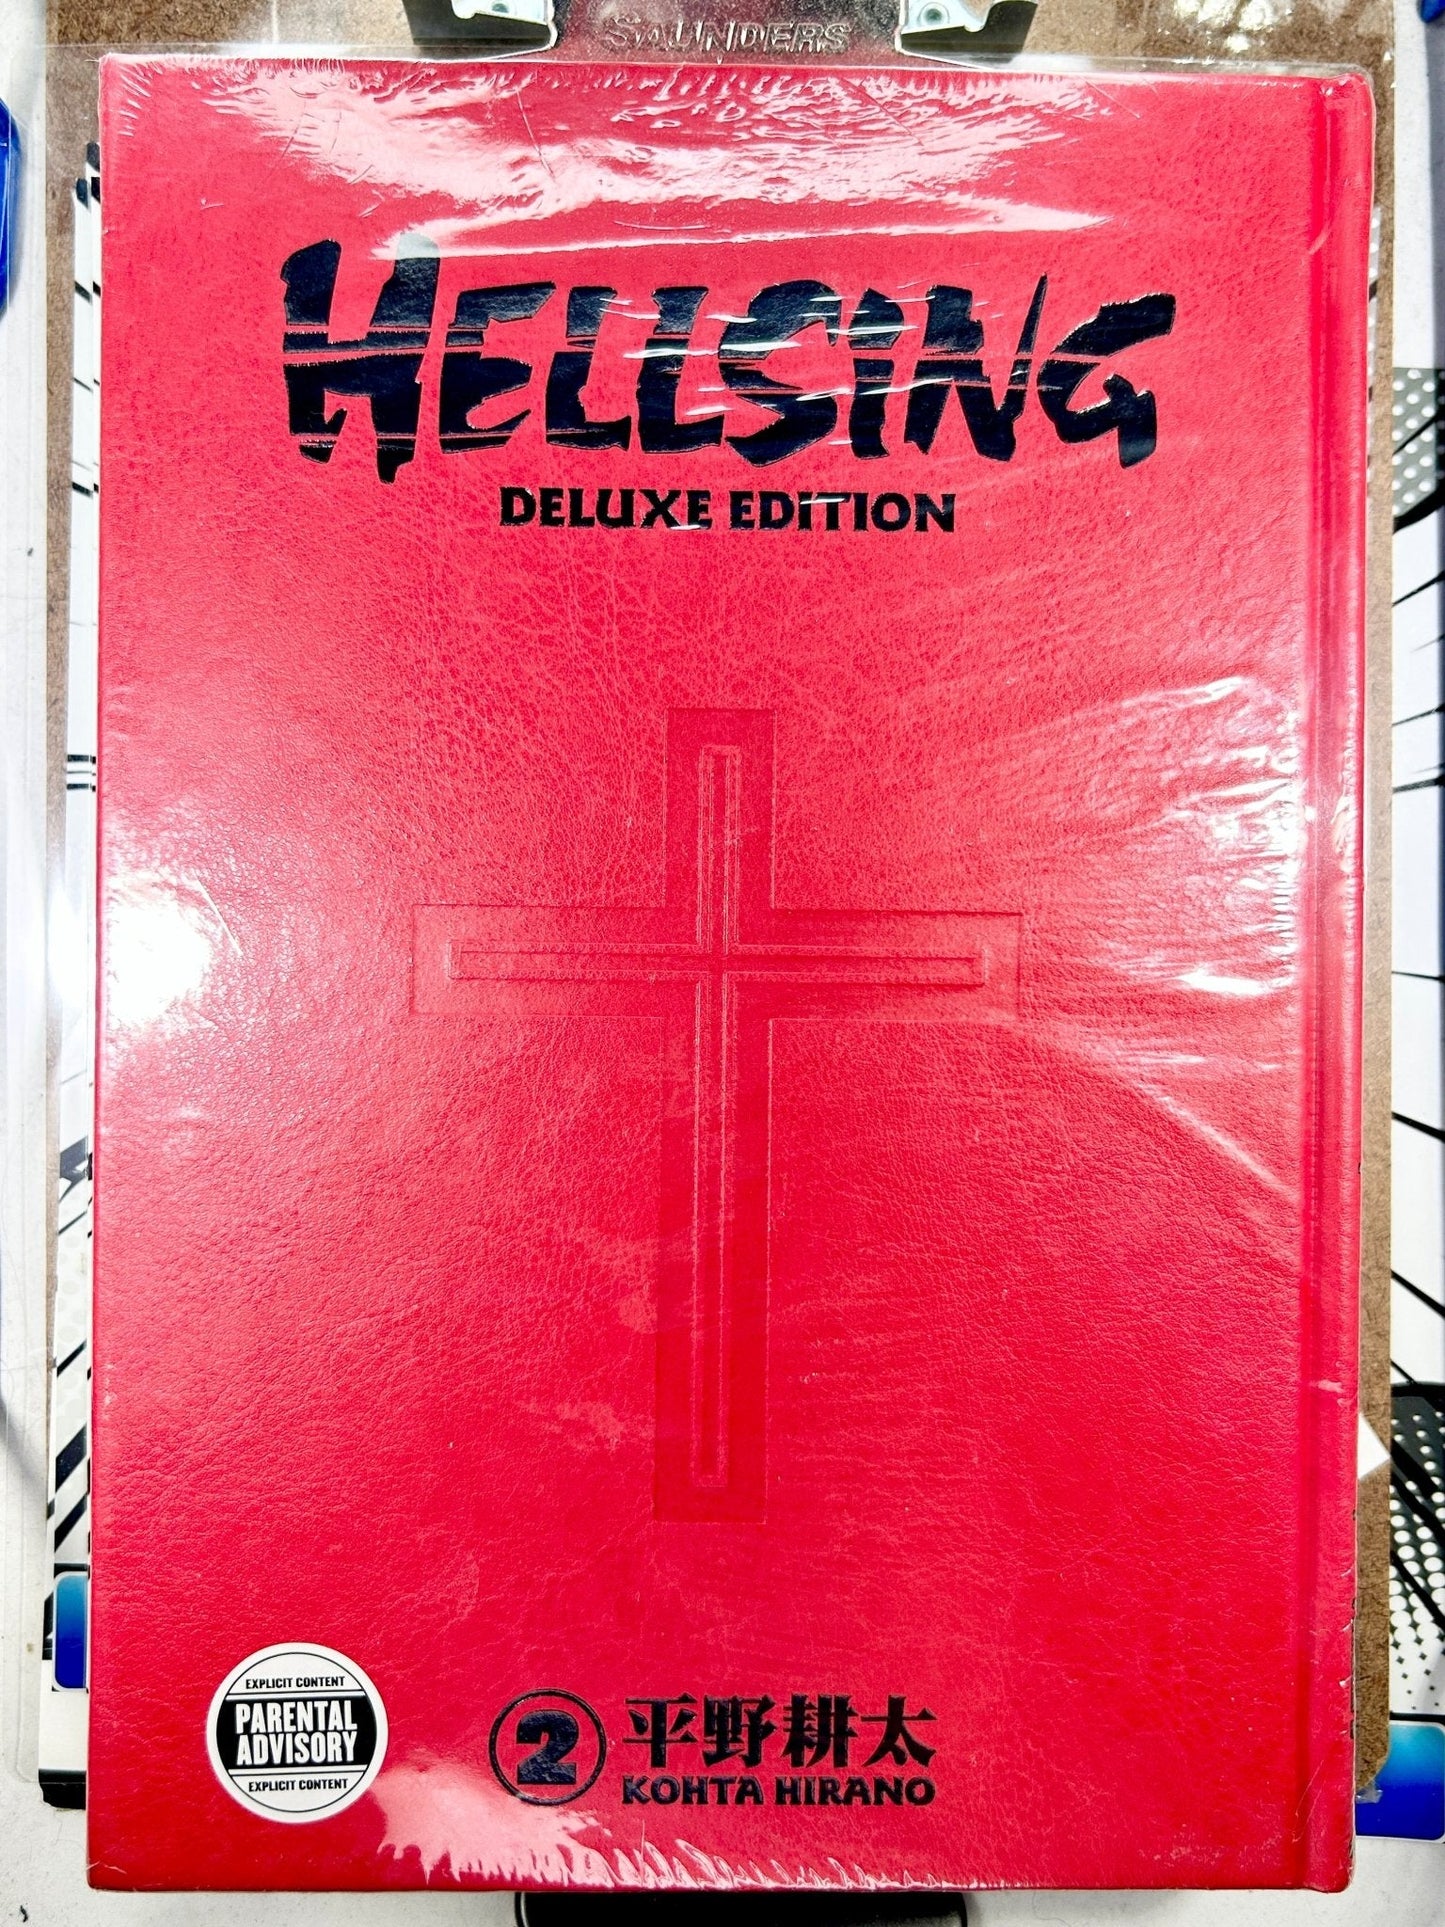 SAUNDERS
HELLSING
DELUXE EDITION
EXPLICIT CONTENT
PARENTAL
ADVISORY
EXPLICIT CONTENT
2 平野耕太
KOHTA HIRANO